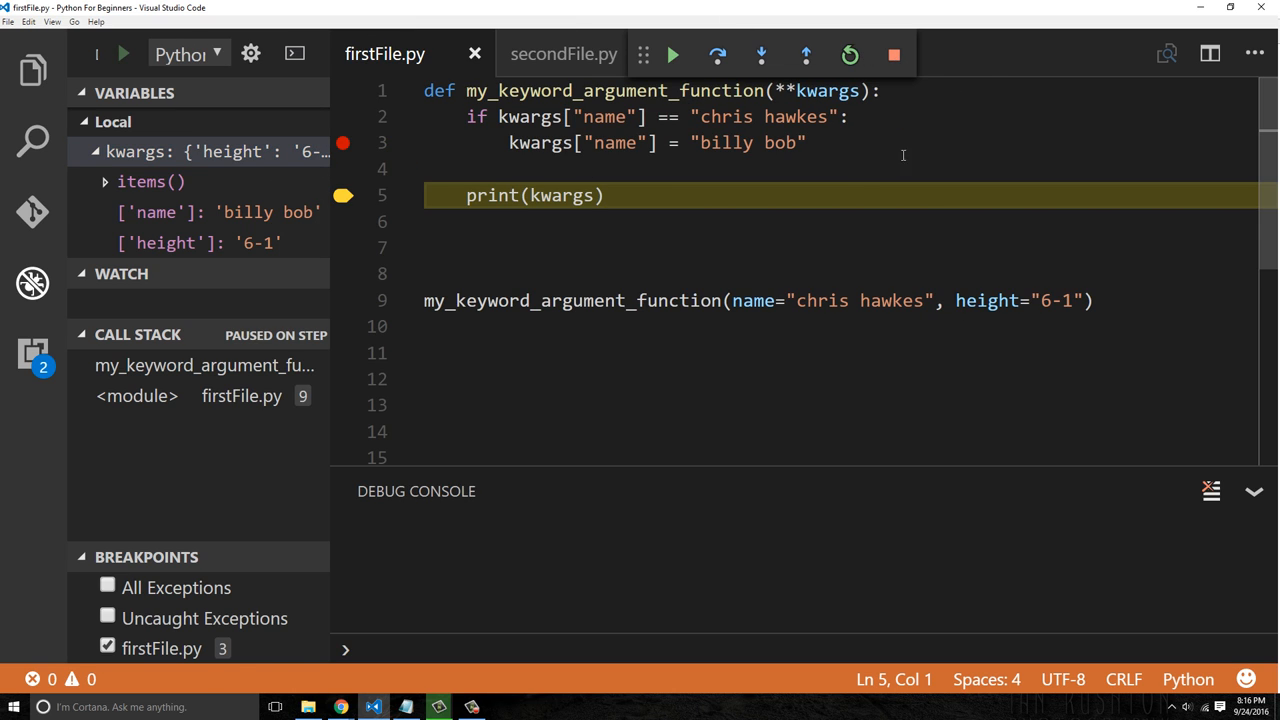 firstFile.py - Python For Beginners - Visual Studio Code
File Edit View Go Help
Python
firstFile.py
secondFile.py
VARIABLES
Local
kwargs: {'height': '6-...
items()
['name']: 'billy bob'
['height']: '6-1'
WATCH
CALL STACK PAUSED ON STEP
my_keyword_argument_fu...
<module> firstFile.py 9
BREAKPOINTS
All Exceptions
Uncaught Exceptions
firstFile.py 3
2
1 def my_keyword_argument_function(**kwargs):
2 if kwargs["name"] == "chris hawkes":
3 kwargs["name"] = "billy bob"
4
5 print(kwargs)
6
7
8
9 my_keyword_argument_function(name="chris hawkes", height="6-1")
10
11
12
13
14
15
DEBUG CONSOLE
0 0 Ln 5, Col 1 Spaces: 4 UTF-8 CRLF Python
I'm Cortana. Ask me anything.
8:16 PM
9/24/2016